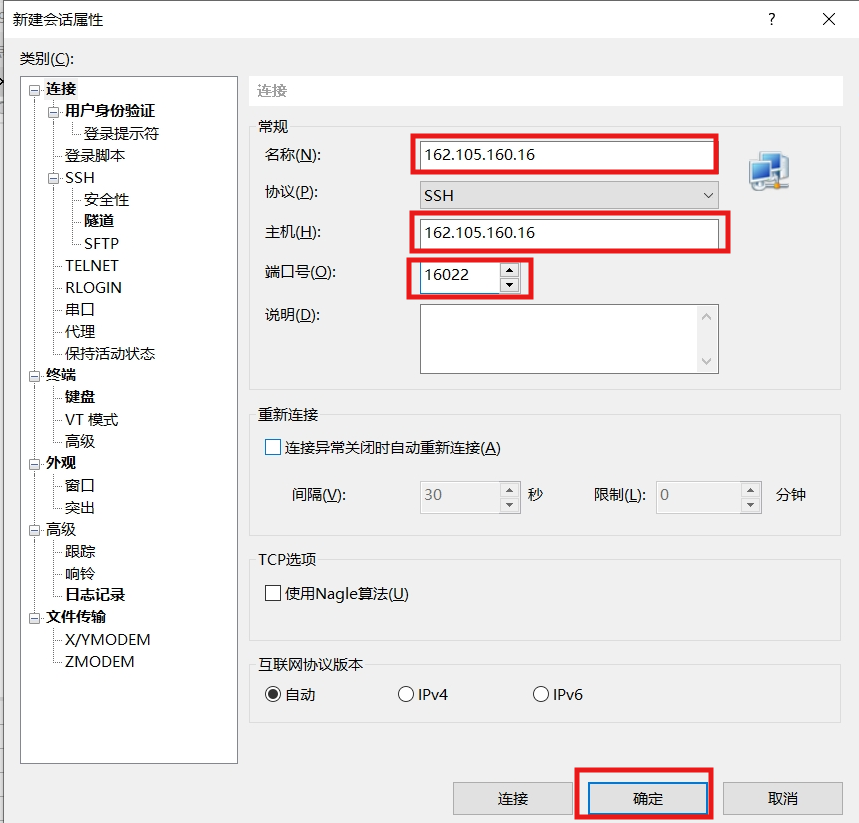 新建会话属性
?
类别(C):
连接
用户身份验证
登录提示符
登录脚本
SSH
安全性
隧道
SFTP
TELNET
RLOGIN
串口
代理
保持活动状态
终端
键盘
VT 模式
高级
外观
窗口
突出
高级
跟踪
响铃
日志记录
文件传输
X/YMODEM
ZMODEM
连接
常规
名称(N): 162.105.160.16
协议(P): SSH
主机(H): 162.105.160.16
端口号(O): 16022
说明(D):
重新连接
连接异常关闭时自动重新连接(A)
间隔(V): 30 秒 限制(L): 0 分钟
TCP选项
使用Nagle算法(U)
互联网协议版本
自动 IPv4 IPv6
连接 确定 取消